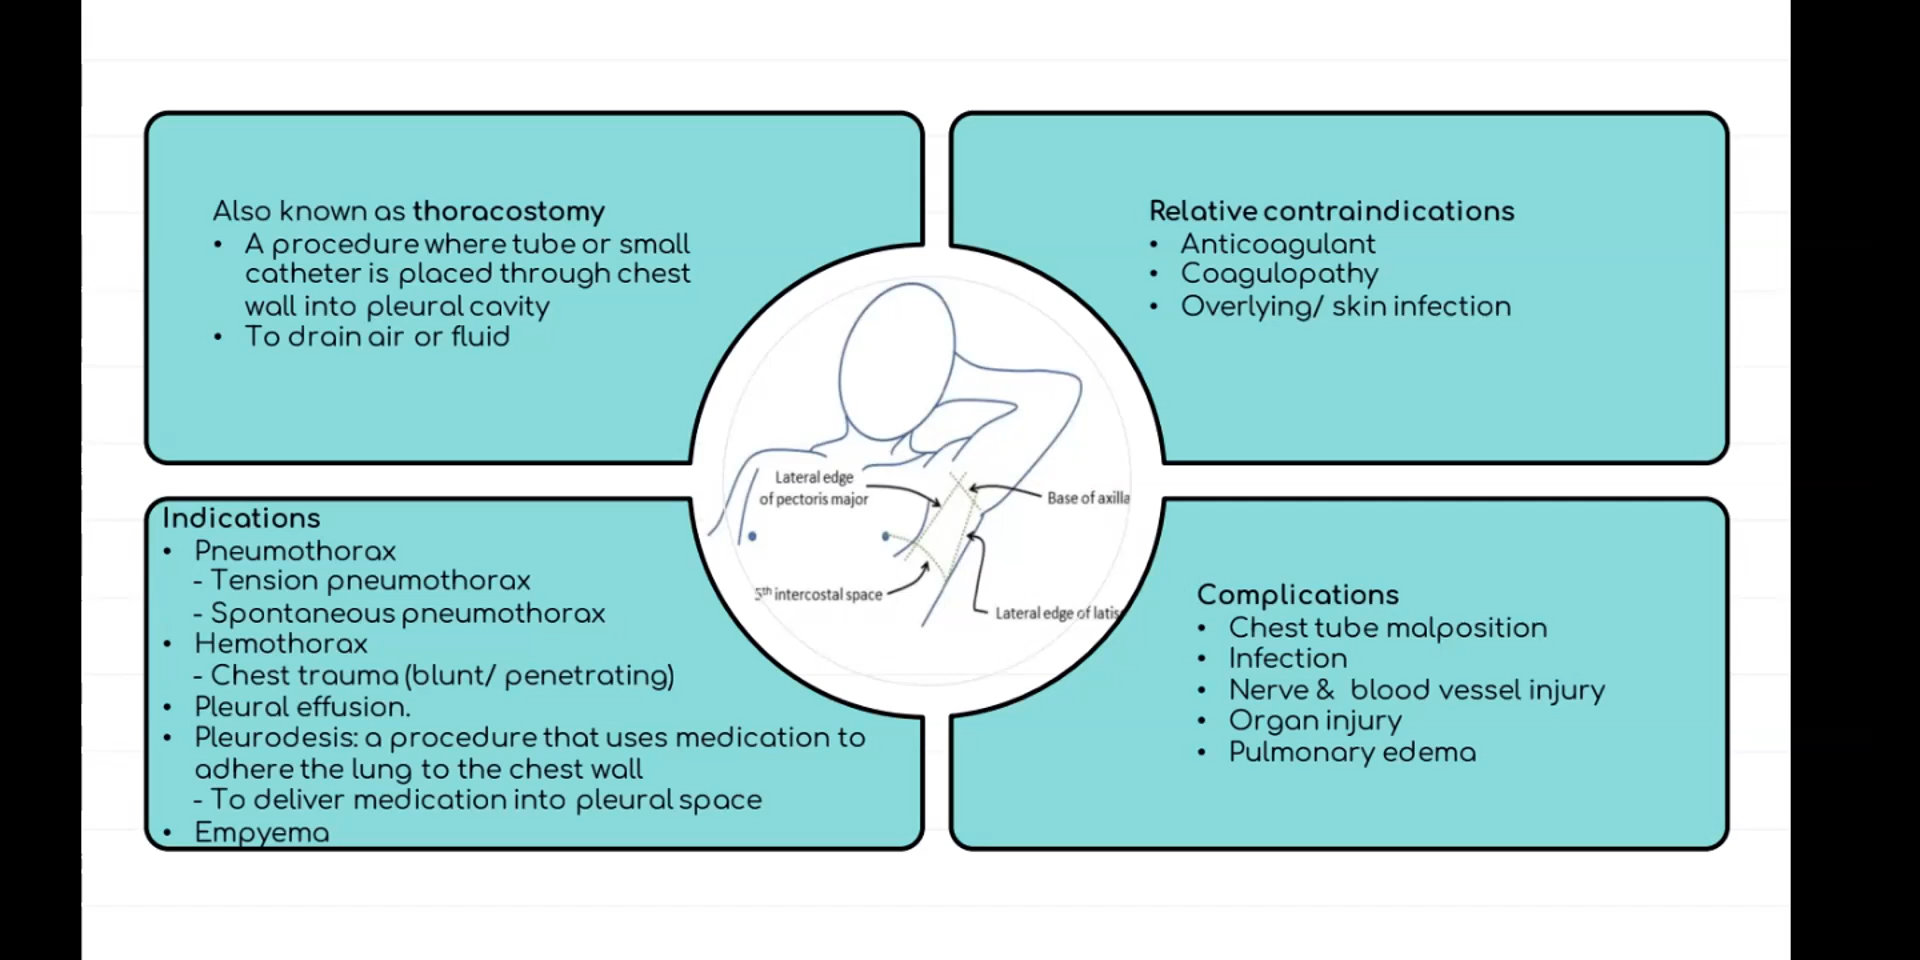 Also known as thoracostomy
• A procedure where tube or small
catheter is placed through chest
wall into pleural cavity
• To drain air or fluid
Relative contraindications
• Anticoagulant
• Coagulopathy
• Overlying/ skin infection
Lateral edge
of pectoris major
Base of axilla
5th intercostal space
Lateral edge of latis
Indications
• Pneumothorax
- Tension pneumothorax
- Spontaneous pneumothorax
• Hemothorax
- Chest trauma (blunt/ penetrating)
• Pleural effusion.
• Pleurodesis: a procedure that uses medication to
adhere the lung to the chest wall
- To deliver medication into pleural space
• Empyema
Complications
• Chest tube malposition
• Infection
• Nerve & blood vessel injury
• Organ injury
• Pulmonary edema